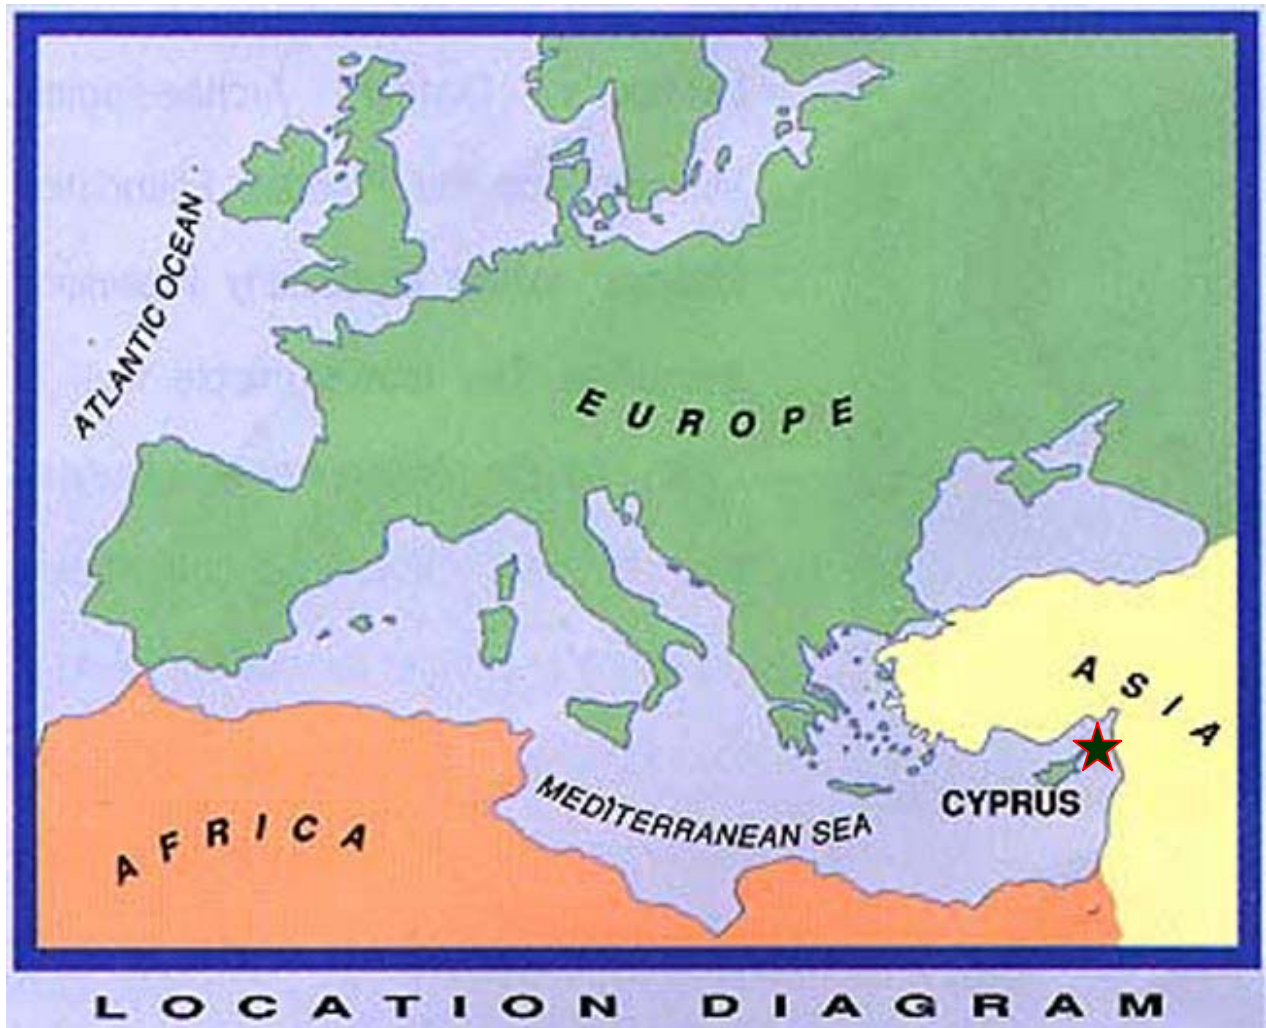 ATLANTIC OCEAN
EUROPE
ASIA
CYPRUS
MEDITERRANEAN SEA
AFRICA
LOCATION DIAGRAM